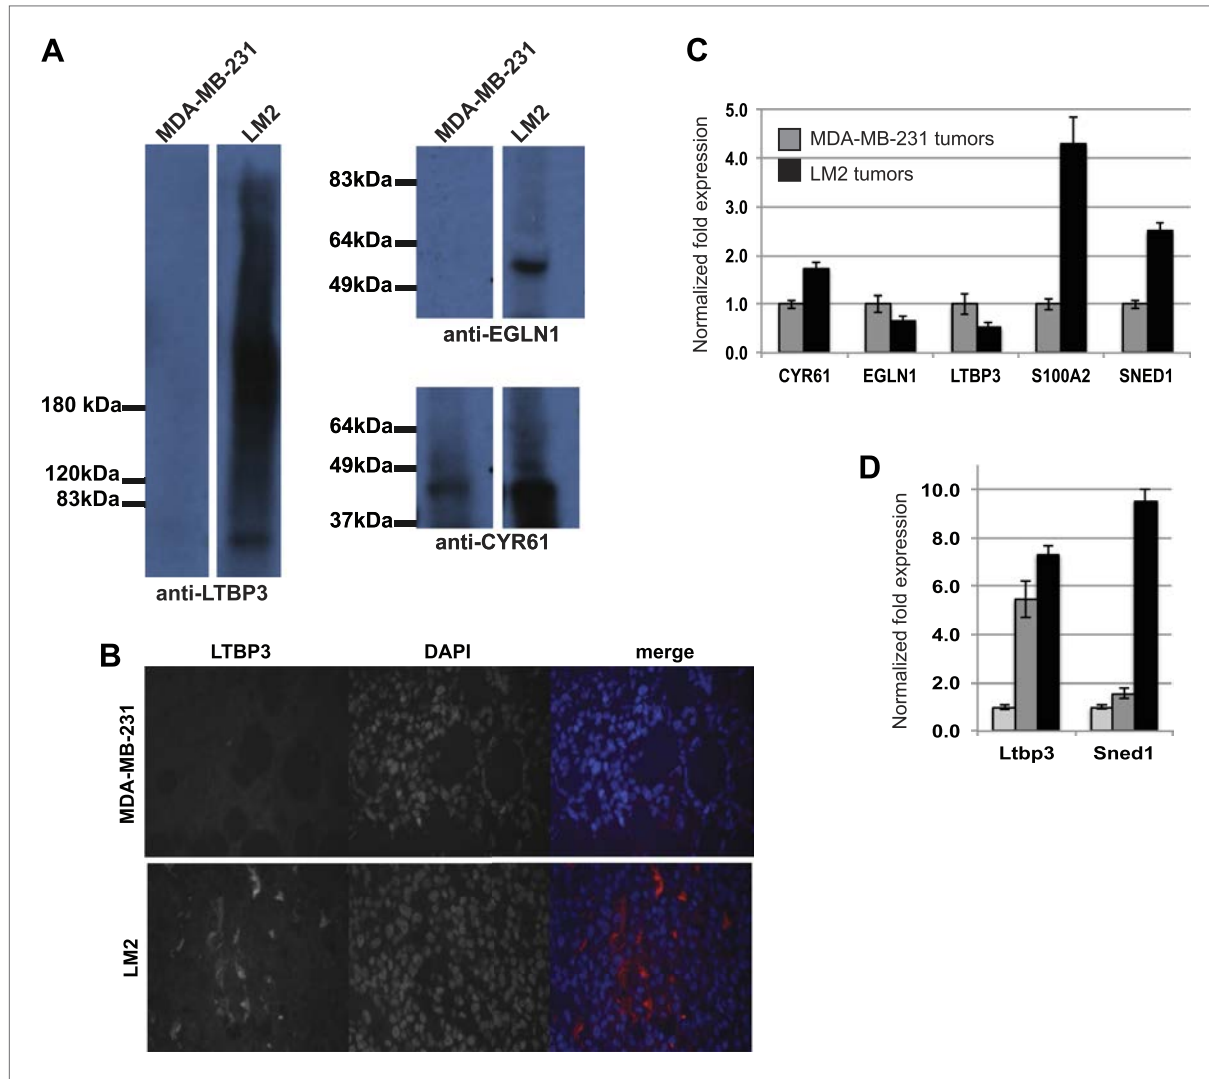 A
MDA-MB-231
LM2
180 kDa
120kDa
83kDa
anti-LTBP3
MDA-MB-231
LM2
83kDa
64kDa
49kDa
anti-EGLN1
64kDa
49kDa
37kDa
anti-CYR61
B
LTBP3 DAPI merge
MDA-MB-231
LM2
C
Normalized fold expression
5.0
4.0
3.0
2.0
1.0
0.0
MDA-MB-231 tumors
LM2 tumors
CYR61 EGLN1 LTBP3 S100A2 SNED1
D
Normalized fold expression
10.0
8.0
6.0
4.0
2.0
0.0
Ltbp3 Sned1